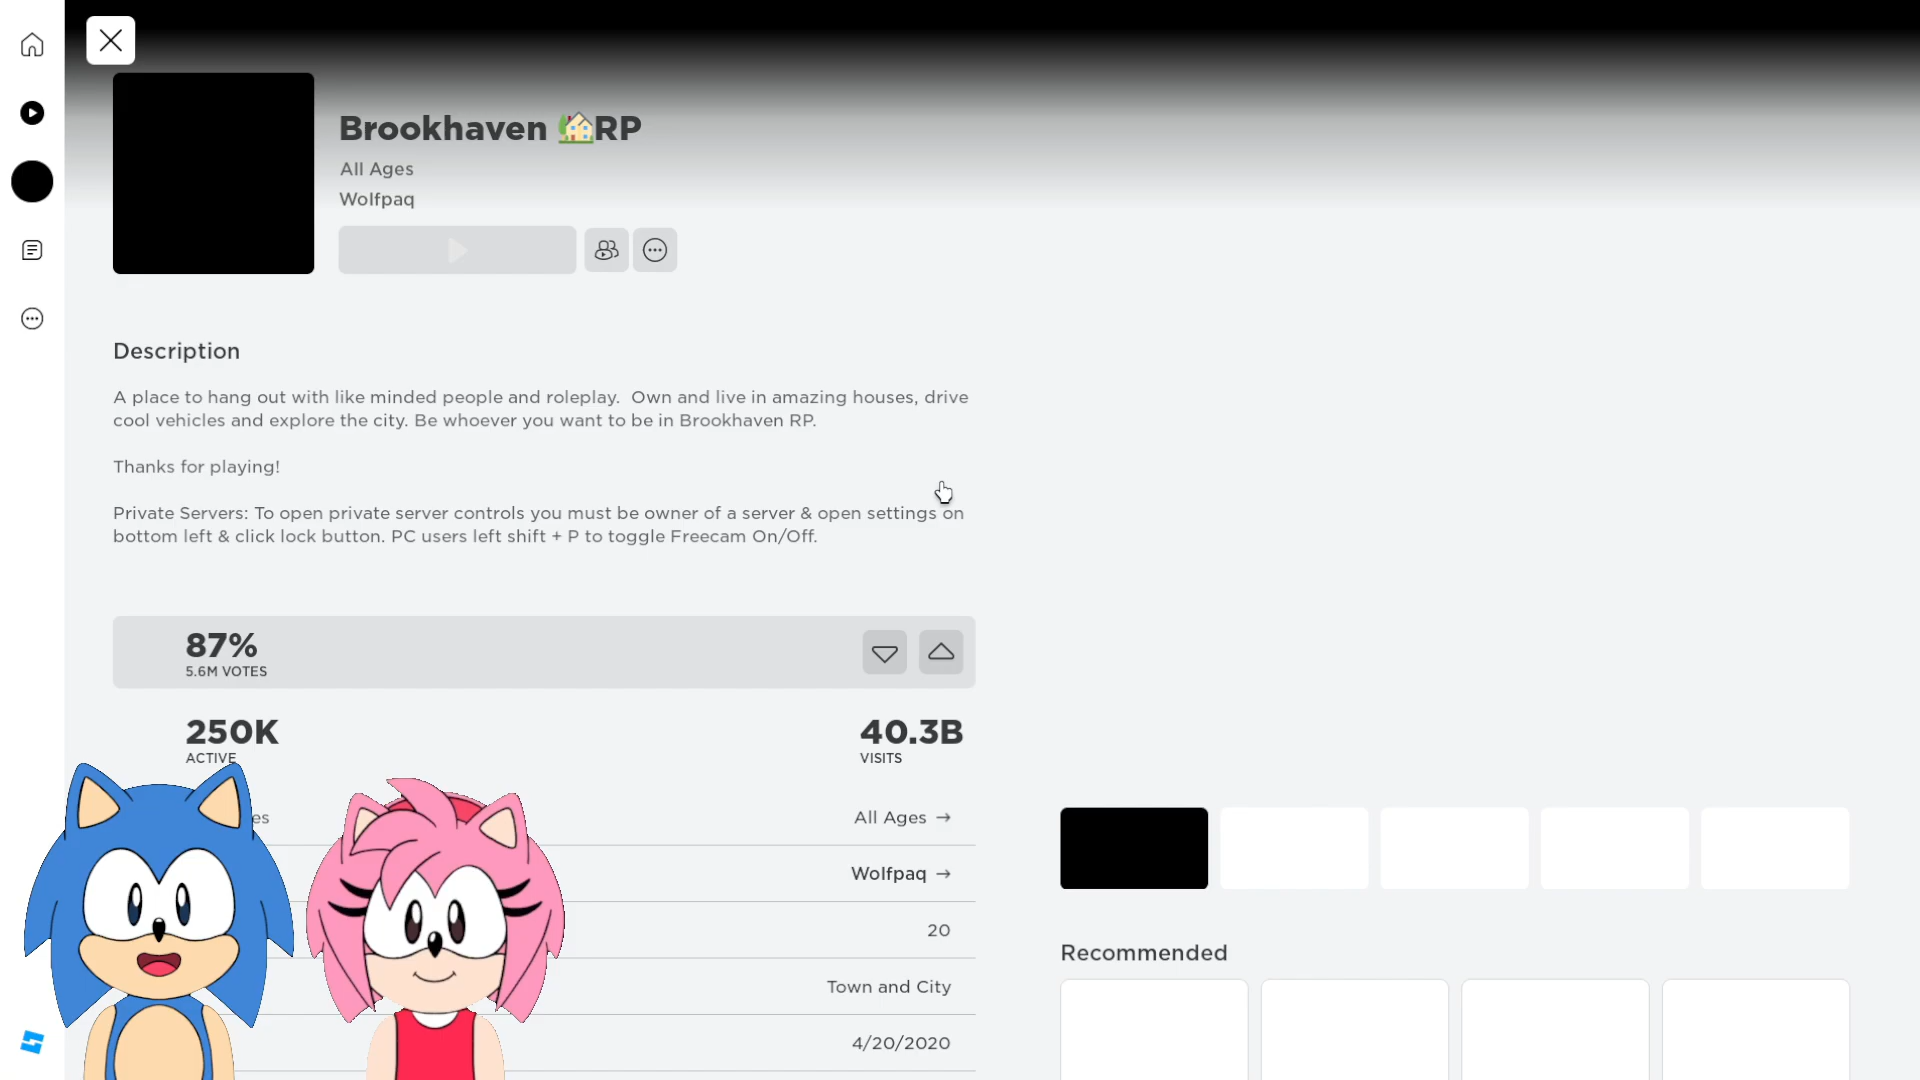 Brookhaven 🏡RP
All Ages
Wolfpaq
Description
A place to hang out with like minded people and roleplay.  Own and live in amazing houses, drive
cool vehicles and explore the city. Be whoever you want to be in Brookhaven RP.
Thanks for playing!
Private Servers: To open private server controls you must be owner of a server & open settings on
bottom left & click lock button. PC users left shift + P to toggle Freecam On/Off.
87%
5.6M VOTES
250K
ACTIVE
40.3B
VISITS
All Ages →
Wolfpaq →
20
Town and City
4/20/2020
Recommended